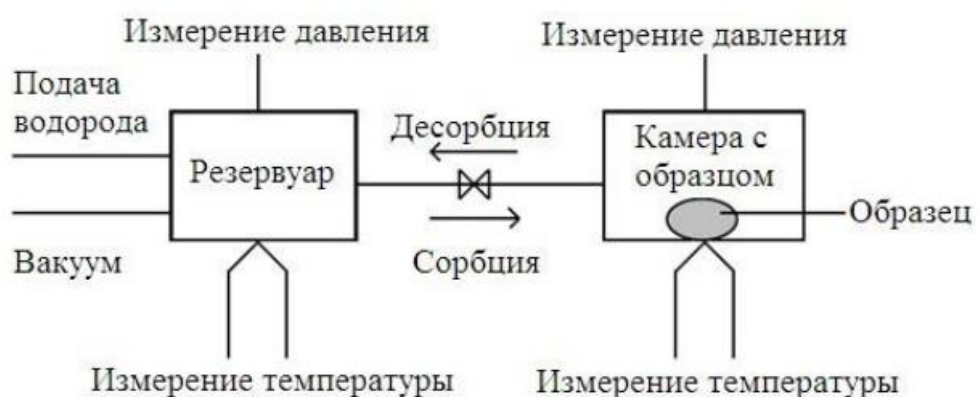 Измерение давления
Измерение давления
Подача
водорода
Резервуар
Десорбция
Камера с
образцом
Образец
Вакуум
Сорбция
Измерение температуры
Измерение температуры